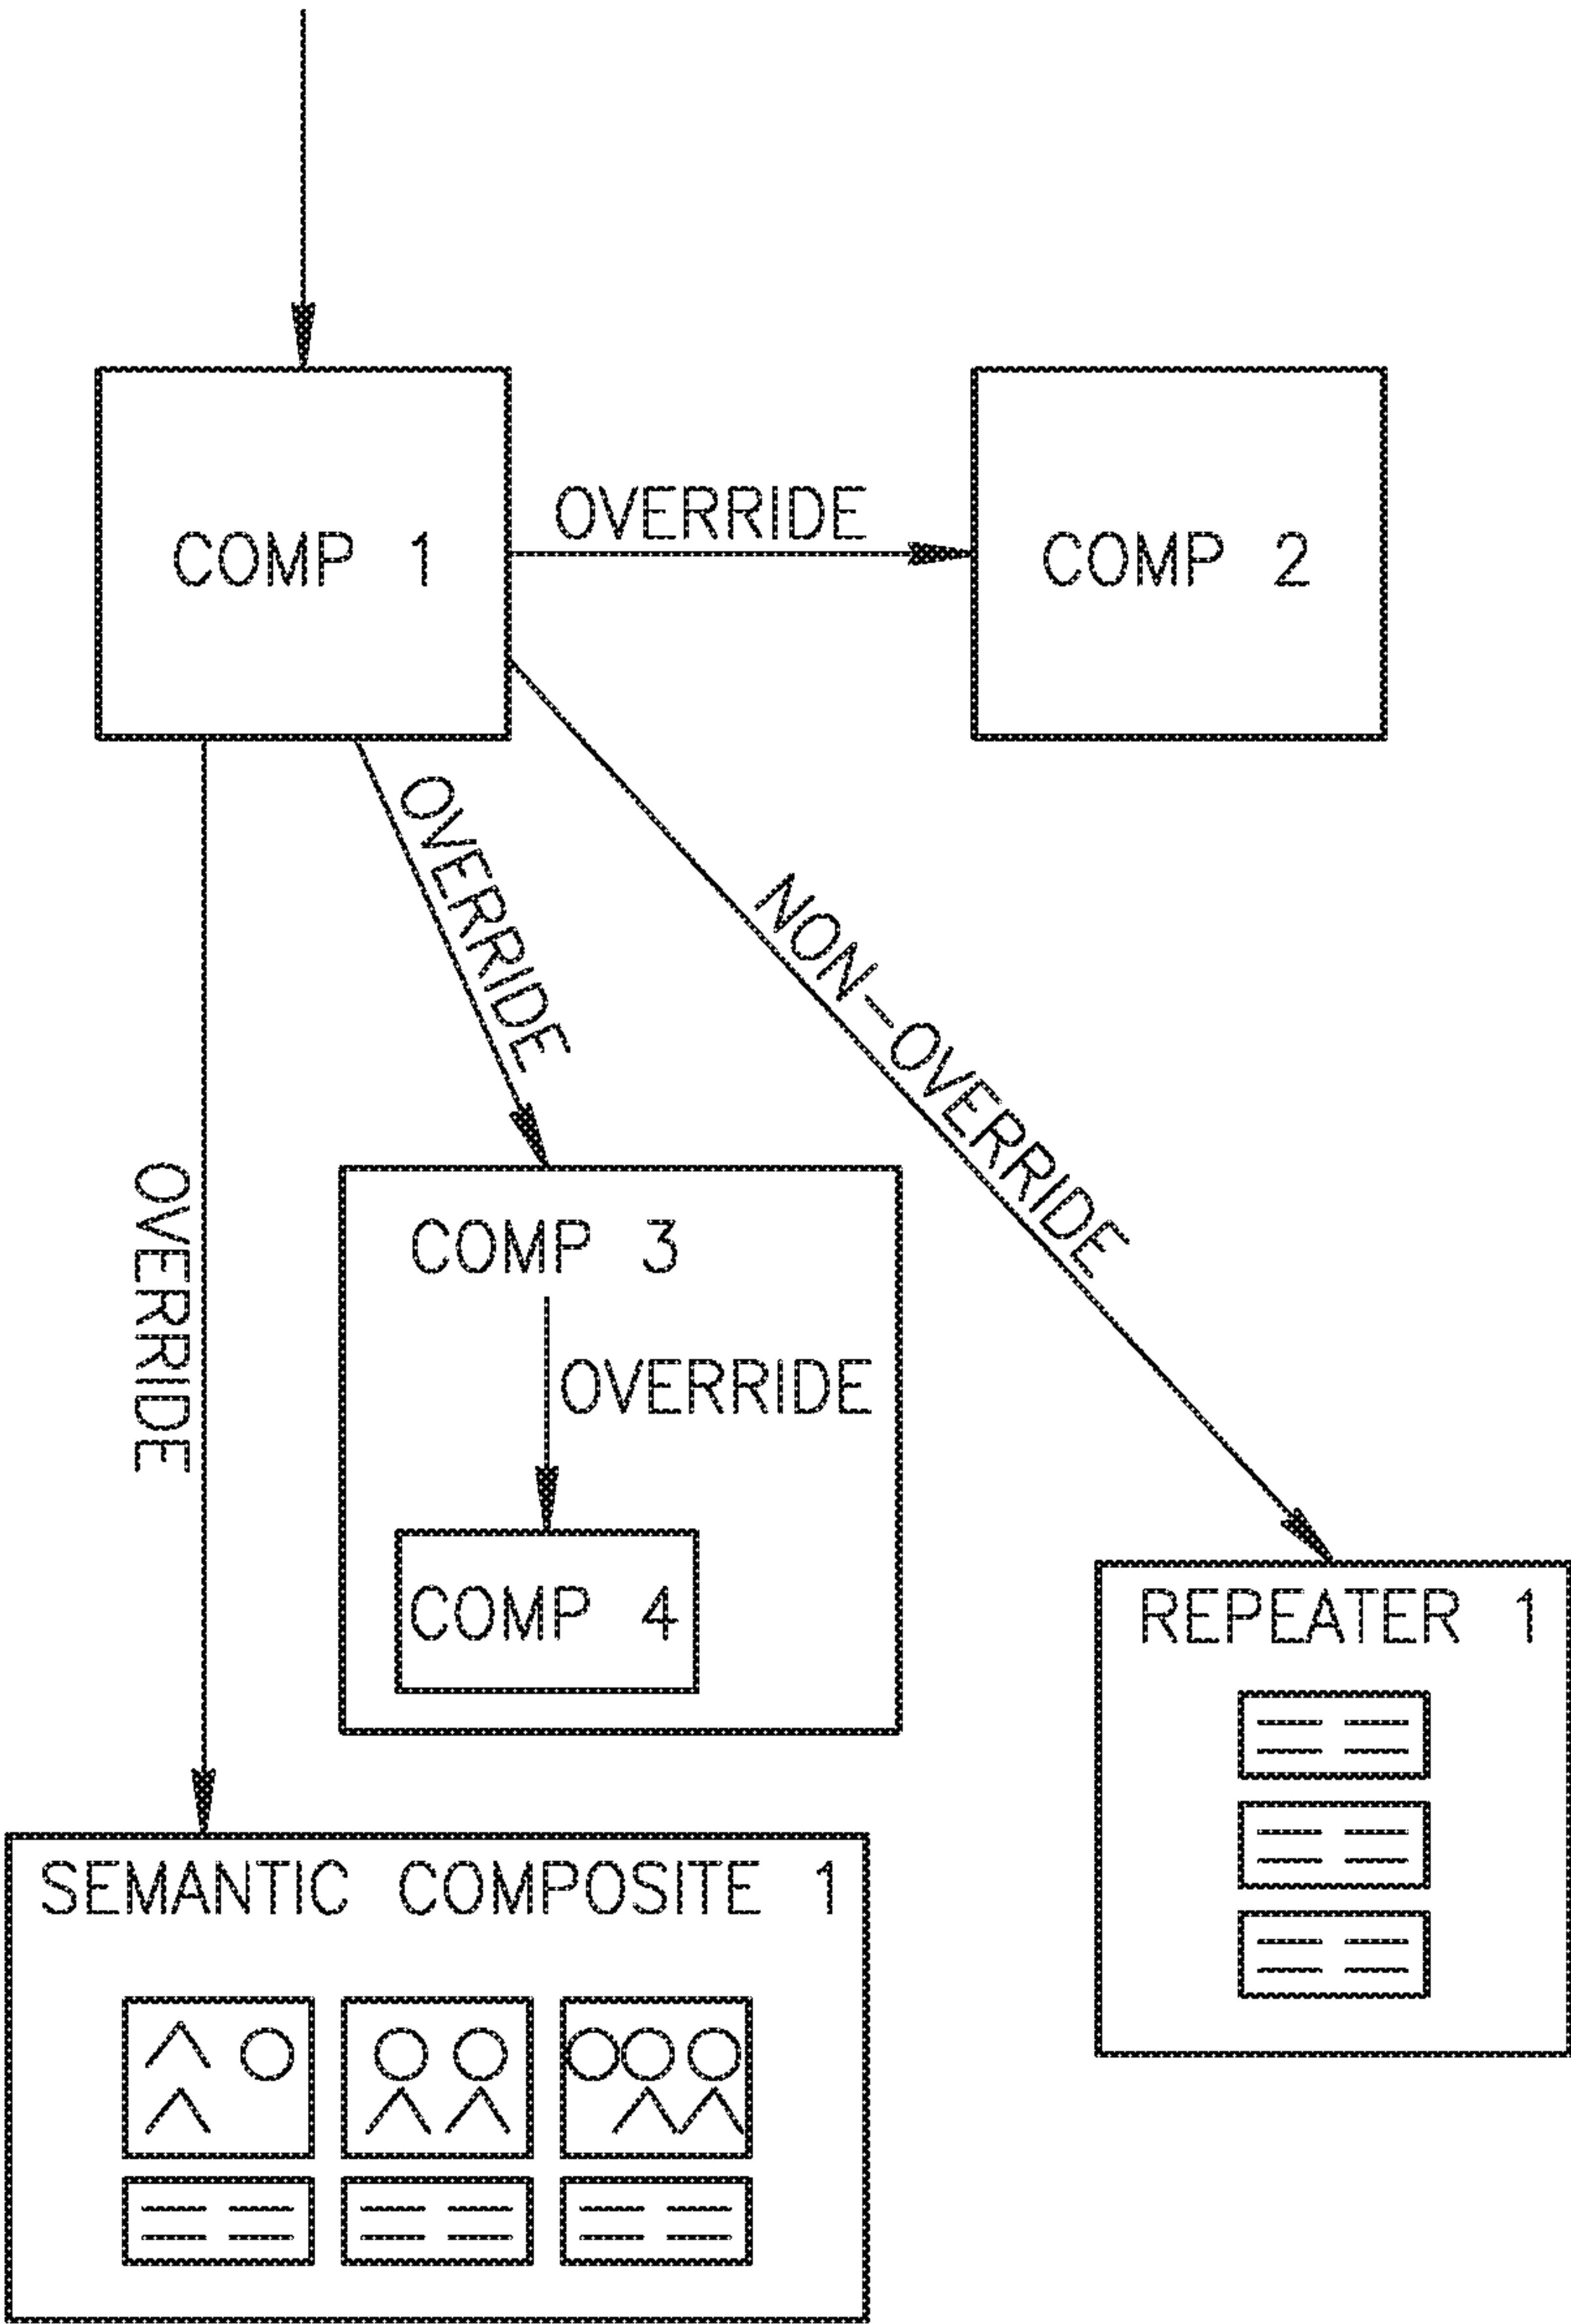 COMP 1
OVERRIDE
COMP 2
OVERRIDE
NON-OVERRIDE
OVERRIDE
COMP 3
OVERRIDE
COMP 4
REPEATER 1
SEMANTIC COMPOSITE 1